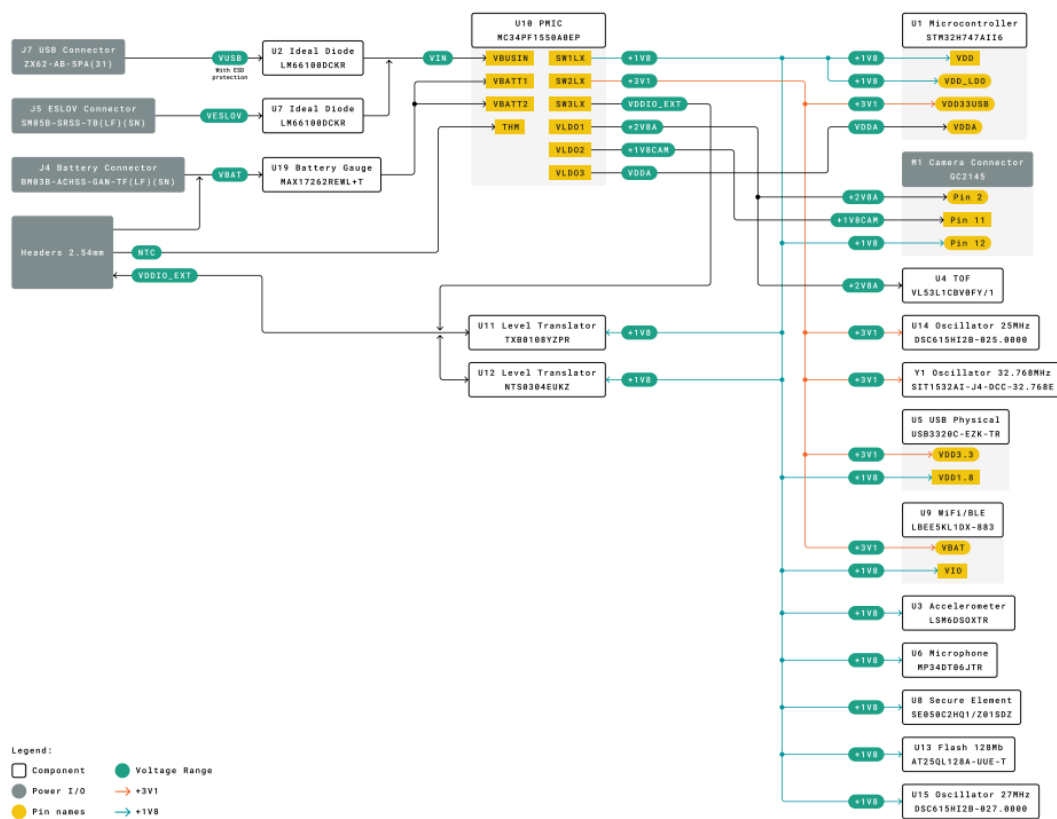 J7 USB Connector
ZX62-AB-5PA(31)
VUSB
With ESD
protection
U2 Ideal Diode
LM66100DCKR
VIN
J5 ESLOV Connector
SM05B-SRSS-TB(LF)(SN)
VESLOV
U7 Ideal Diode
LM66100DCKR
J4 Battery Connector
BM03B-ACHSS-GAN-TF(LF)(SN)
VBAT
U19 Battery Gauge
MAX17262REWL+T
Headers 2.54mm
NTC
VDDIO_EXT
U10 PMIC
MC34PF1550A0EP
VBUSIN
VBATT1
VBATT2
THM
SW1LX
SW2LX
SW3LX
VLDO1
VLDO2
VLDO3
+1V8
+3V1
VDDIO_EXT
+2V8A
+1V8CAM
VDDA
U11 Level Translator
TXB0108YZPR
+1V8
U12 Level Translator
NTS0304EUKZ
+1V8
U1 Microcontroller
STM32H747AII6
+1V8
VDD
+1V8
VDD_LDO
+3V1
VDD33USB
VDDA
VDDA
M1 Camera Connector
GC2145
+2V8A
Pin 2
+1V8CAM
Pin 11
+1V8
Pin 12
+2V8A
U4 TOF
VL53L1CBV0FY/1
+3V1
U14 Oscillator 25MHz
DSC615HI2B-025.0000
+3V1
Y1 Oscillator 32.768MHz
SIT1532AI-J4-DCC-32.768E
U5 USB Physical
USB3320C-EZK-TR
+3V1
VDD3.3
+1V8
VDD1.8
U9 WiFi/BLE
LBEE5KL1DX-883
+3V1
VBAT
+1V8
VIO
+1V8
U3 Accelerometer
LSM6DSOXTR
+1V8
U6 Microphone
MP34DT06JTR
+1V8
U8 Secure Element
SE050C2HQ1/Z01SDZ
+1V8
U13 Flash 128Mb
AT25QL128A-UUE-T
+1V8
U15 Oscillator 27MHz
DSC615HI2B-027.0000
Legend:
Component
Power I/O
Pin names
Voltage Range
+3V1
+1V8